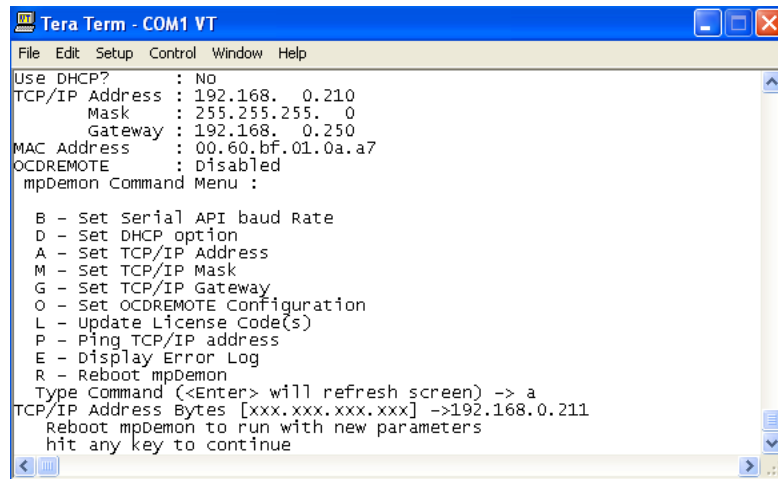 Tera Term - COM1 VT
File Edit Setup Control Window Help
Use DHCP? : No
TCP/IP Address : 192.168. 0.210
Mask : 255.255.255. 0
Gateway : 192.168. 0.250
MAC Address : 00.60.bf.01.0a.a7
OCDREMOTE : Disabled
mpDemon Command Menu :
B - Set Serial API baud Rate
D - Set DHCP option
A - Set TCP/IP Address
M - Set TCP/IP Mask
G - Set TCP/IP Gateway
O - Set OCDREMOTE Configuration
L - Update License Code(s)
P - Ping TCP/IP address
E - Display Error Log
R - Reboot mpDemon
Type Command (<Enter> will refresh screen) -> a
TCP/IP Address Bytes [xxx.xxx.xxx.xxx] ->192.168.0.211
Reboot mpDemon to run with new parameters
hit any key to continue